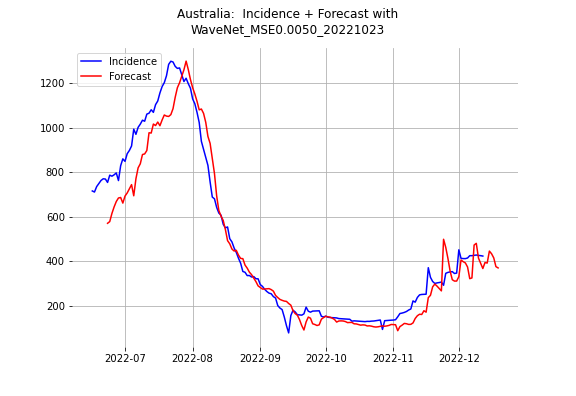 Australia:  Incidence + Forecast with
WaveNet_MSE0.0050_20221023
Incidence
Forecast
1200
1000
800
600
400
200
2022-07 2022-08 2022-09 2022-10 2022-11 2022-12